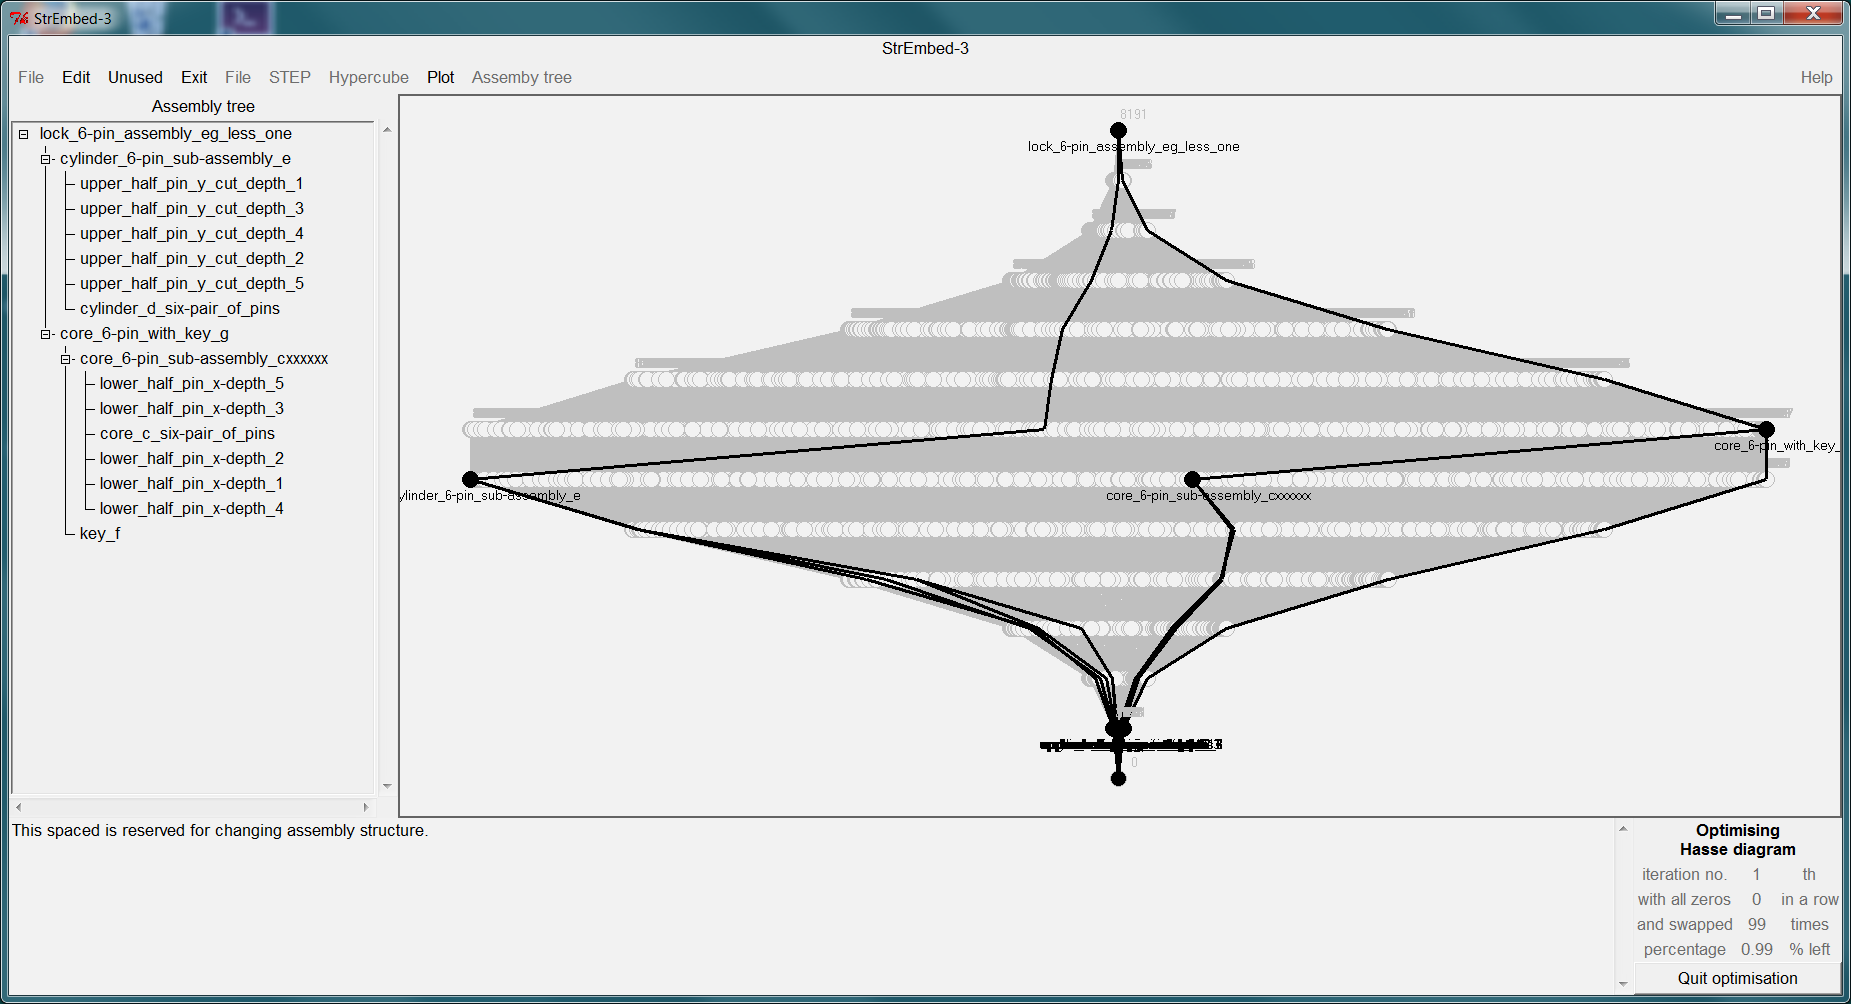 StrEmbed-3
StrEmbed-3
File Edit Unused Exit File STEP Hypercube Plot Assemby tree Help
Assembly tree
lock_6-pin_assembly_eg_less_one
cylinder_6-pin_sub-assembly_e
upper_half_pin_y_cut_depth_1
upper_half_pin_y_cut_depth_3
upper_half_pin_y_cut_depth_4
upper_half_pin_y_cut_depth_2
upper_half_pin_y_cut_depth_5
cylinder_d_six-pair_of_pins
core_6-pin_with_key_g
core_6-pin_sub-assembly_cxxxxxx
lower_half_pin_x-depth_5
lower_half_pin_x-depth_3
core_c_six-pair_of_pins
lower_half_pin_x-depth_2
lower_half_pin_x-depth_1
lower_half_pin_x-depth_4
key_f
8191
lock_6-pin_assembly_eg_less_one
core_6-pin_with_key_
ylinder_6-pin_sub-assembly_e
core_6-pin_sub-assembly_cxxxxxx
0
This spaced is reserved for changing assembly structure.
Optimising
Hasse diagram
iteration no. 1 th
with all zeros 0 in a row
and swapped 99 times
percentage 0.99 % left
Quit optimisation